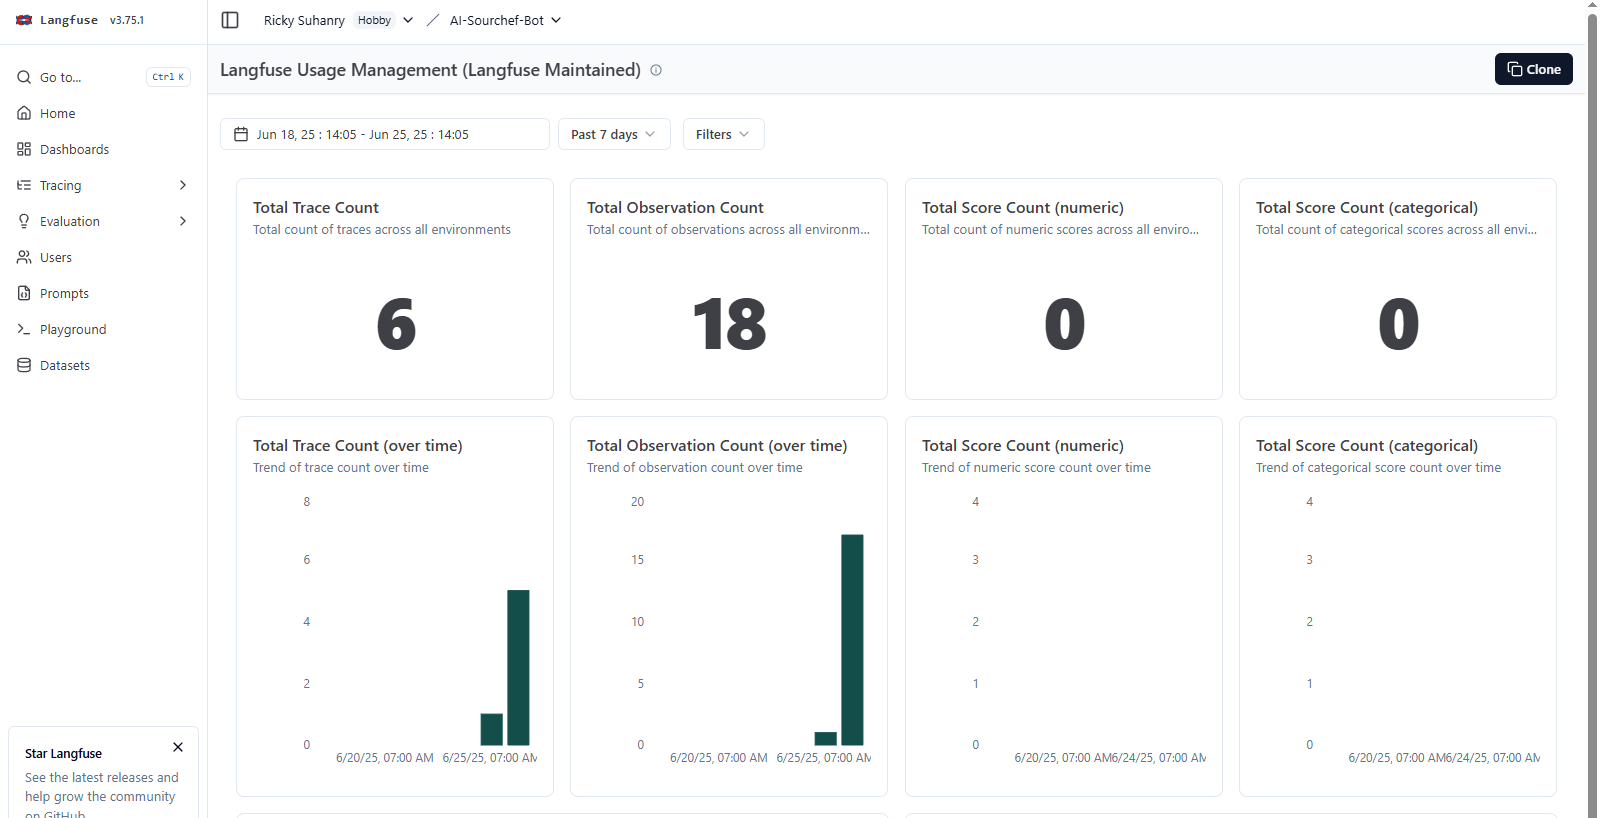 Langfuse v3.75.1
Ricky Suhanry Hobby / AI-Sourchef-Bot
Go to... Ctrl K
Home
Dashboards
Tracing
Evaluation
Users
Prompts
Playground
Datasets
Star Langfuse
See the latest releases and
help grow the community
on GitHub
Langfuse Usage Management (Langfuse Maintained)
Clone
Jun 18, 25 : 14:05 - Jun 25, 25 : 14:05
Past 7 days
Filters
Total Trace Count
Total count of traces across all environments
6
Total Observation Count
Total count of observations across all environm...
18
Total Score Count (numeric)
Total count of numeric scores across all enviro...
0
Total Score Count (categorical)
Total count of categorical scores across all envi...
0
Total Trace Count (over time)
Trend of trace count over time
8
6
4
2
0
6/20/25, 07:00 AM 6/25/25, 07:00 AM
Total Observation Count (over time)
Trend of observation count over time
20
15
10
5
0
6/20/25, 07:00 AM 6/25/25, 07:00 AM
Total Score Count (numeric)
Trend of numeric score count over time
4
3
2
1
0
6/20/25, 07:00 AM 6/24/25, 07:00 AM
Total Score Count (categorical)
Trend of categorical score count over time
4
3
2
1
0
6/20/25, 07:00 AM 6/24/25, 07:00 AM